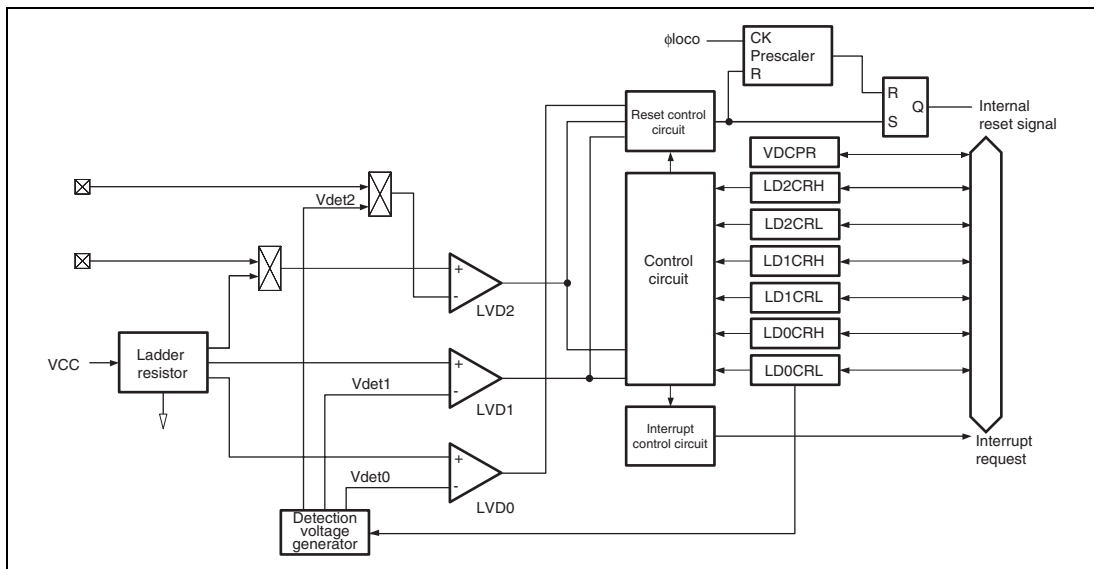 φloco
CK
Prescaler
R
R
Q
S
Internal
reset signal
Reset control
circuit
VDCPR
LD2CRH
LD2CRL
LD1CRH
LD1CRL
LD0CRH
LD0CRL
Control
circuit
Vdet2
+
-
LVD2
VCC
Ladder
resistor
Vdet1
+
-
LVD1
Vdet0
+
-
LVD0
Interrupt
control circuit
Interrupt
request
Detection
voltage
generator